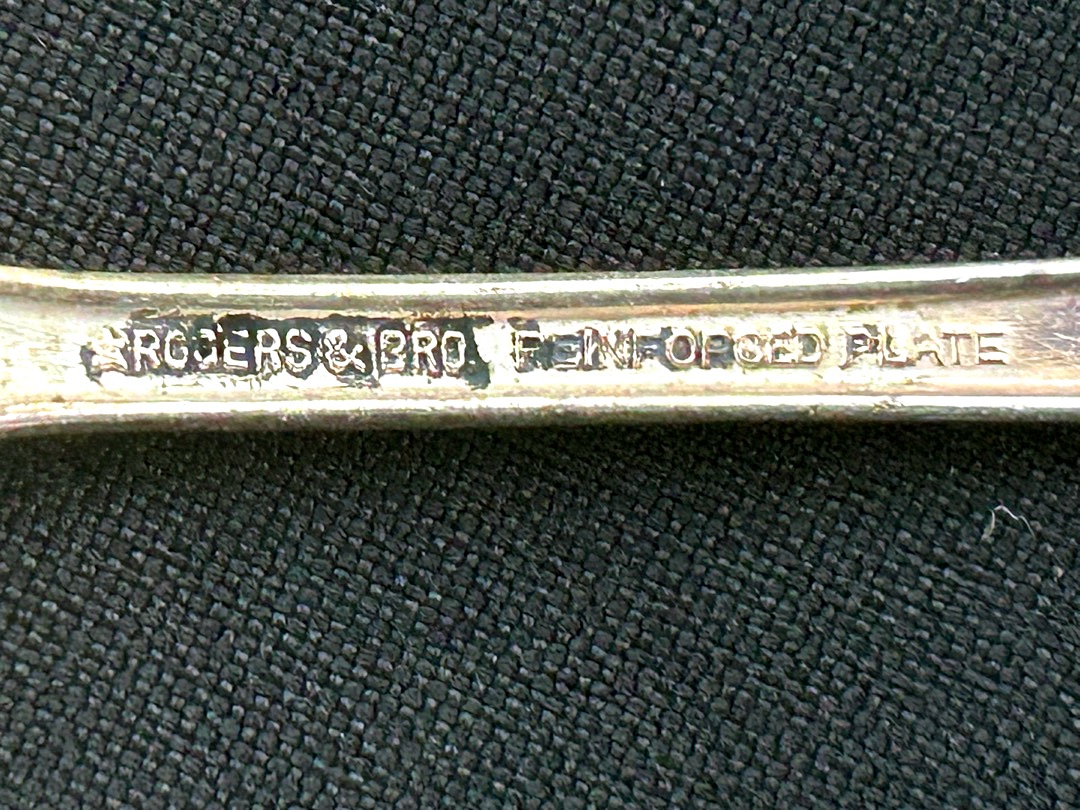 ★ROGERS & BRO. REINFORCED PLATE